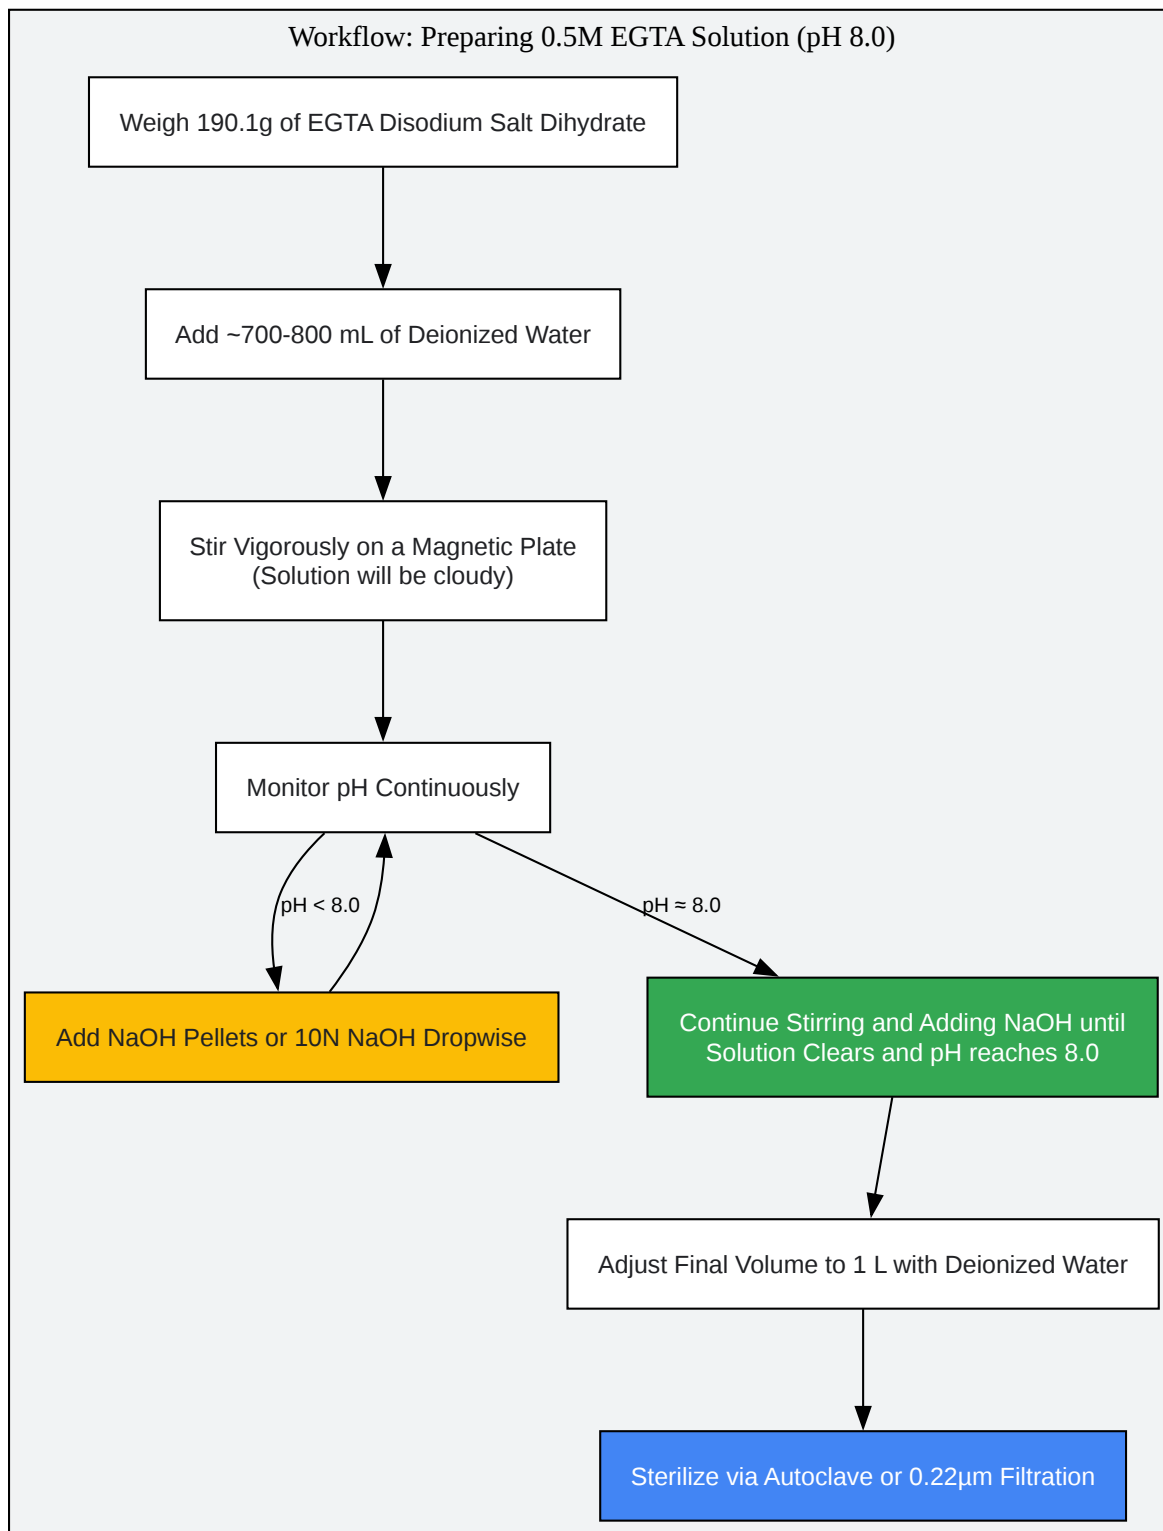 Workflow: Preparing 0.5M EGTA Solution (pH 8.0)
Weigh 190.1g of EGTA Disodium Salt Dihydrate
Add ~700-800 mL of Deionized Water
Stir Vigorously on a Magnetic Plate
(Solution will be cloudy)
Monitor pH Continuously
pH < 8.0
pH ≈ 8.0
Add NaOH Pellets or 10N NaOH Dropwise
Continue Stirring and Adding NaOH until
Solution Clears and pH reaches 8.0
Adjust Final Volume to 1 L with Deionized Water
Sterilize via Autoclave or 0.22µm Filtration